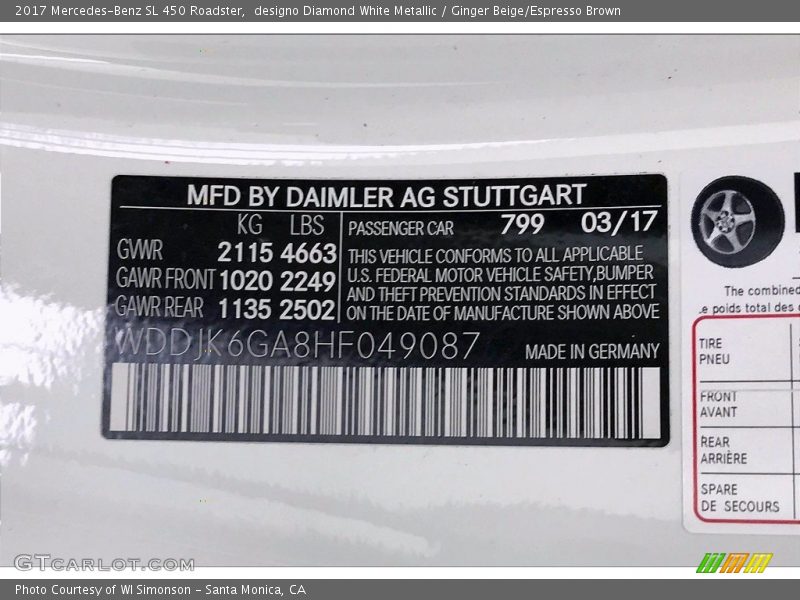 2017 Mercedes-Benz SL 450 Roadster,  designo Diamond White Metallic / Ginger Beige/Espresso Brown
MFD BY DAIMLER AG STUTTGART
KG LBS
GVWR 2115 4663
GAWR FRONT 1020 2249
GAWR REAR 1135 2502
PASSENGER CAR 799 03/17
THIS VEHICLE CONFORMS TO ALL APPLICABLE
U.S. FEDERAL MOTOR VEHICLE SAFETY,BUMPER
AND THEFT PREVENTION STANDARDS IN EFFECT
ON THE DATE OF MANUFACTURE SHOWN ABOVE
WDDJK6GA8HF049087
MADE IN GERMANY
The combined
e poids total des
TIRE
PNEU
FRONT
AVANT
REAR
ARRIÈRE
SPARE
DE SECOURS
GTCARLOT.COM
Photo Courtesy of WI Simonson - Santa Monica, CA